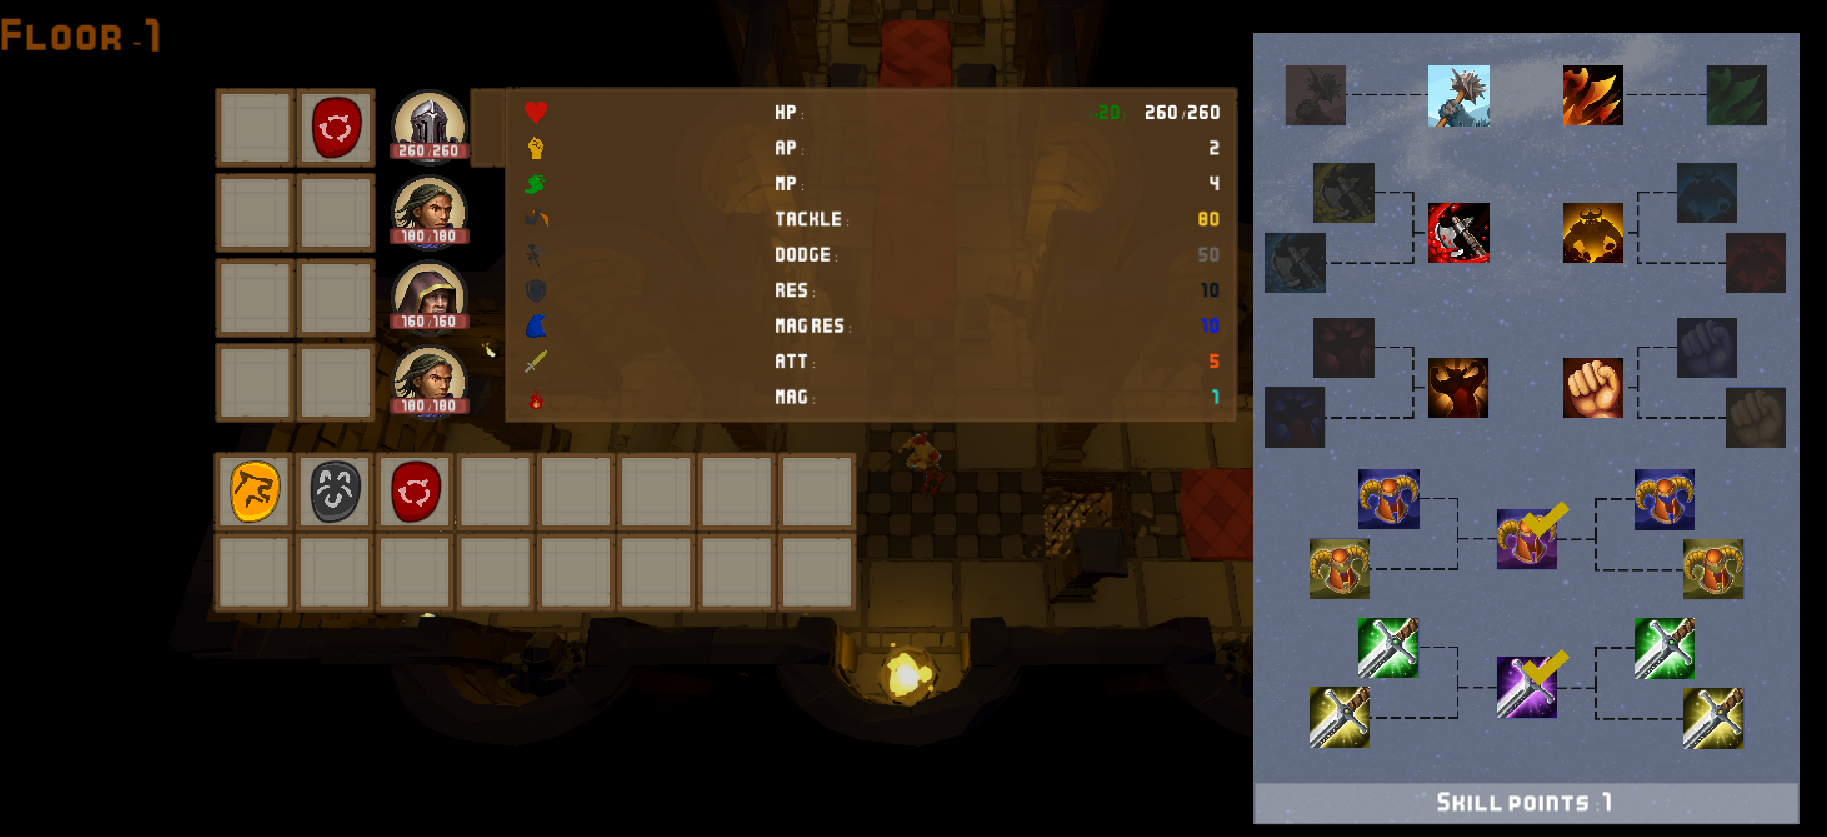 FLOOR -1
HP: (+20) 260/260
AP: 2
MP: 4
TACKLE: 80
DODGE: 50
RES: 10
MAG RES: 10
ATT: 5
MAG: 1
260/260
180/180
160/160
180/180
SKILL POINTS :1